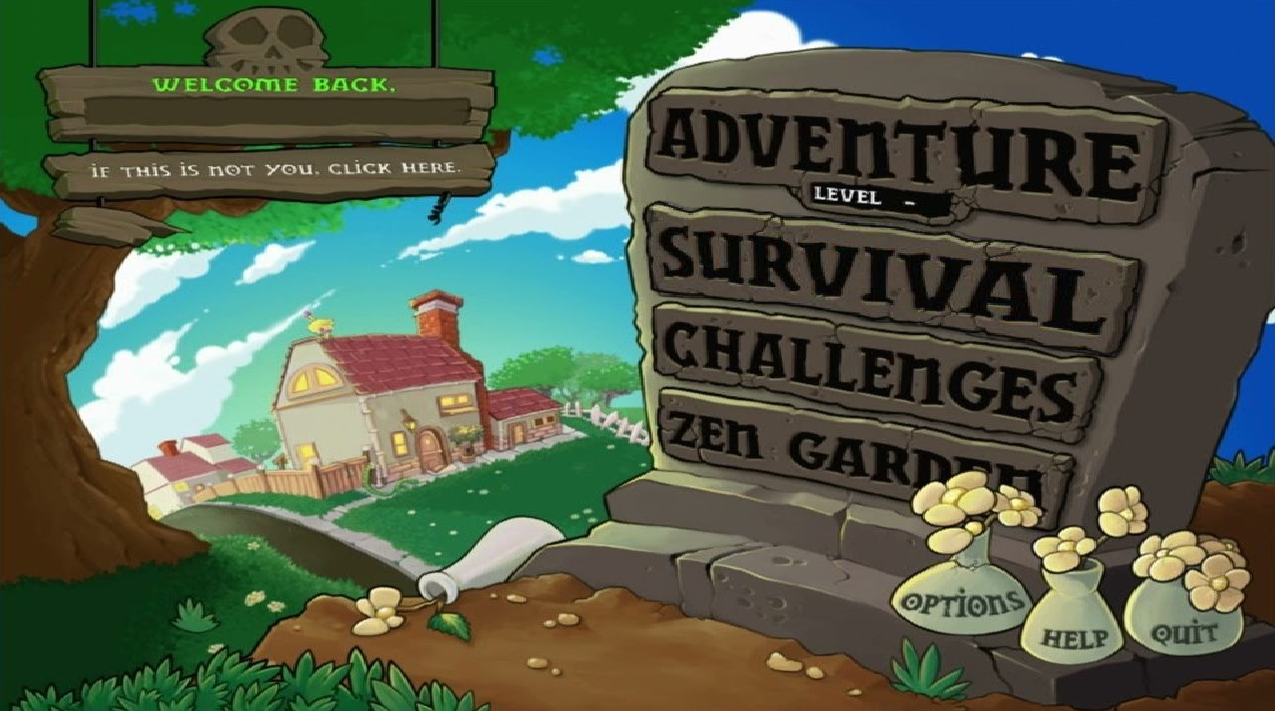 WELCOME BACK,
IF THIS IS NOT YOU, CLICK HERE.
ADVENTURE
LEVEL -
SURVIVAL
CHALLENGES
ZEN GARDEN
OPTIONS
HELP
QUIT